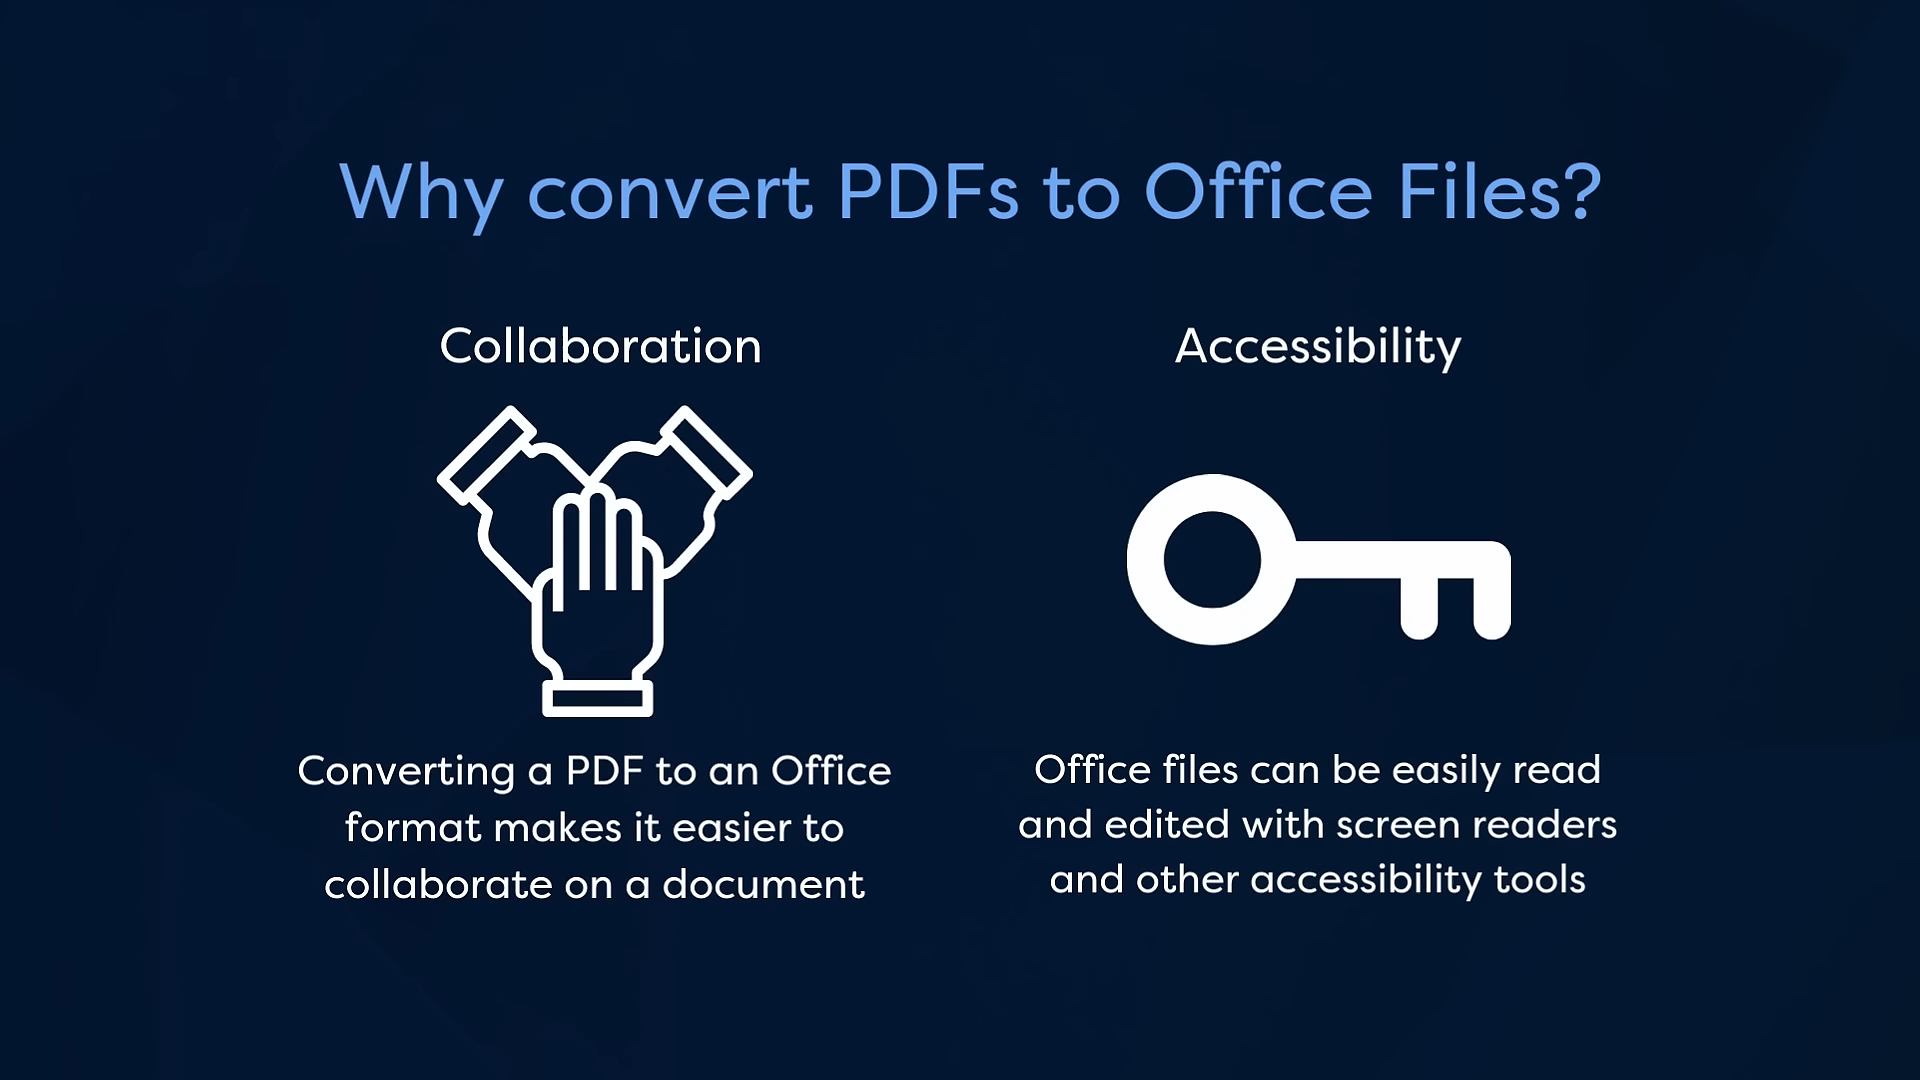 Why convert PDFs to Office Files?
Collaboration
Converting a PDF to an Office
format makes it easier to
collaborate on a document
Accessibility
Office files can be easily read
and edited with screen readers
and other accessibility tools